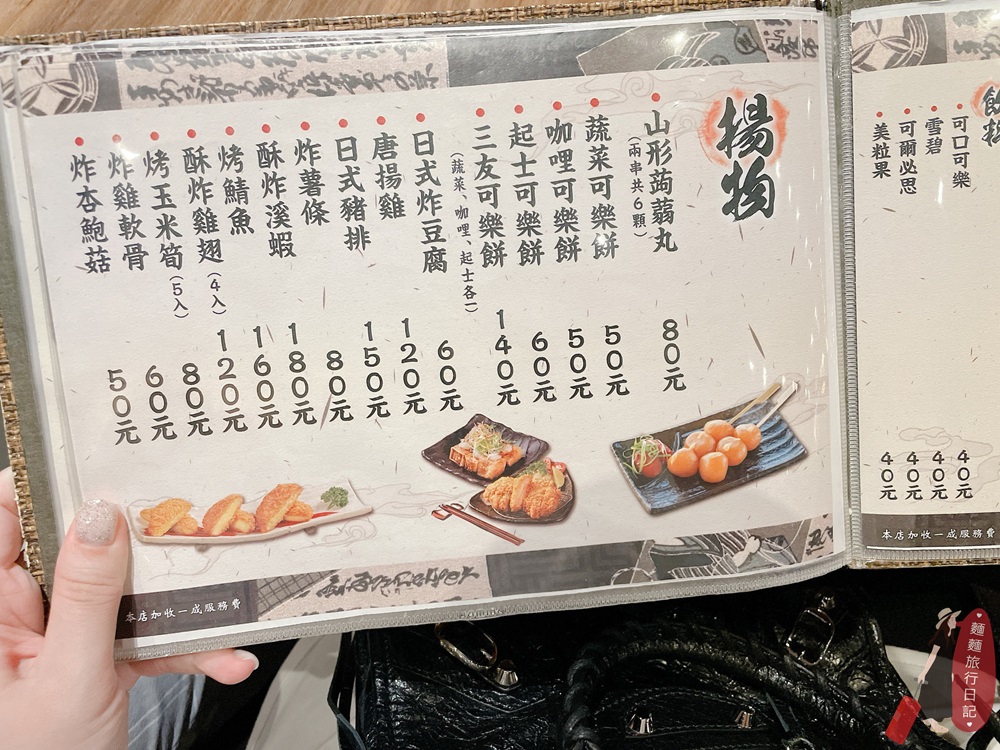 飲料
可口可樂 40元
雪碧 40元
可爾必思 40元
美粒果 40元
本店加收一成服務費
揚物
山形蒟蒻丸 80元
(兩串共6顆)
蔬菜可樂餅 50元
咖哩可樂餅 50元
起士可樂餅 60元
三友可樂餅 140元
(蔬菜、咖哩、起士各一)
日式炸豆腐 60元
唐揚雞 120元
日式豬排 150元
炸薯條 80元
酥炸溪蝦 180元
烤鯖魚 160元
酥炸雞翅(4入) 120元
烤玉米筍(5入) 80元
炸雞軟骨 60元
炸杏鮑菇 50元
本店加收一成服務費
麵麵旅行日記